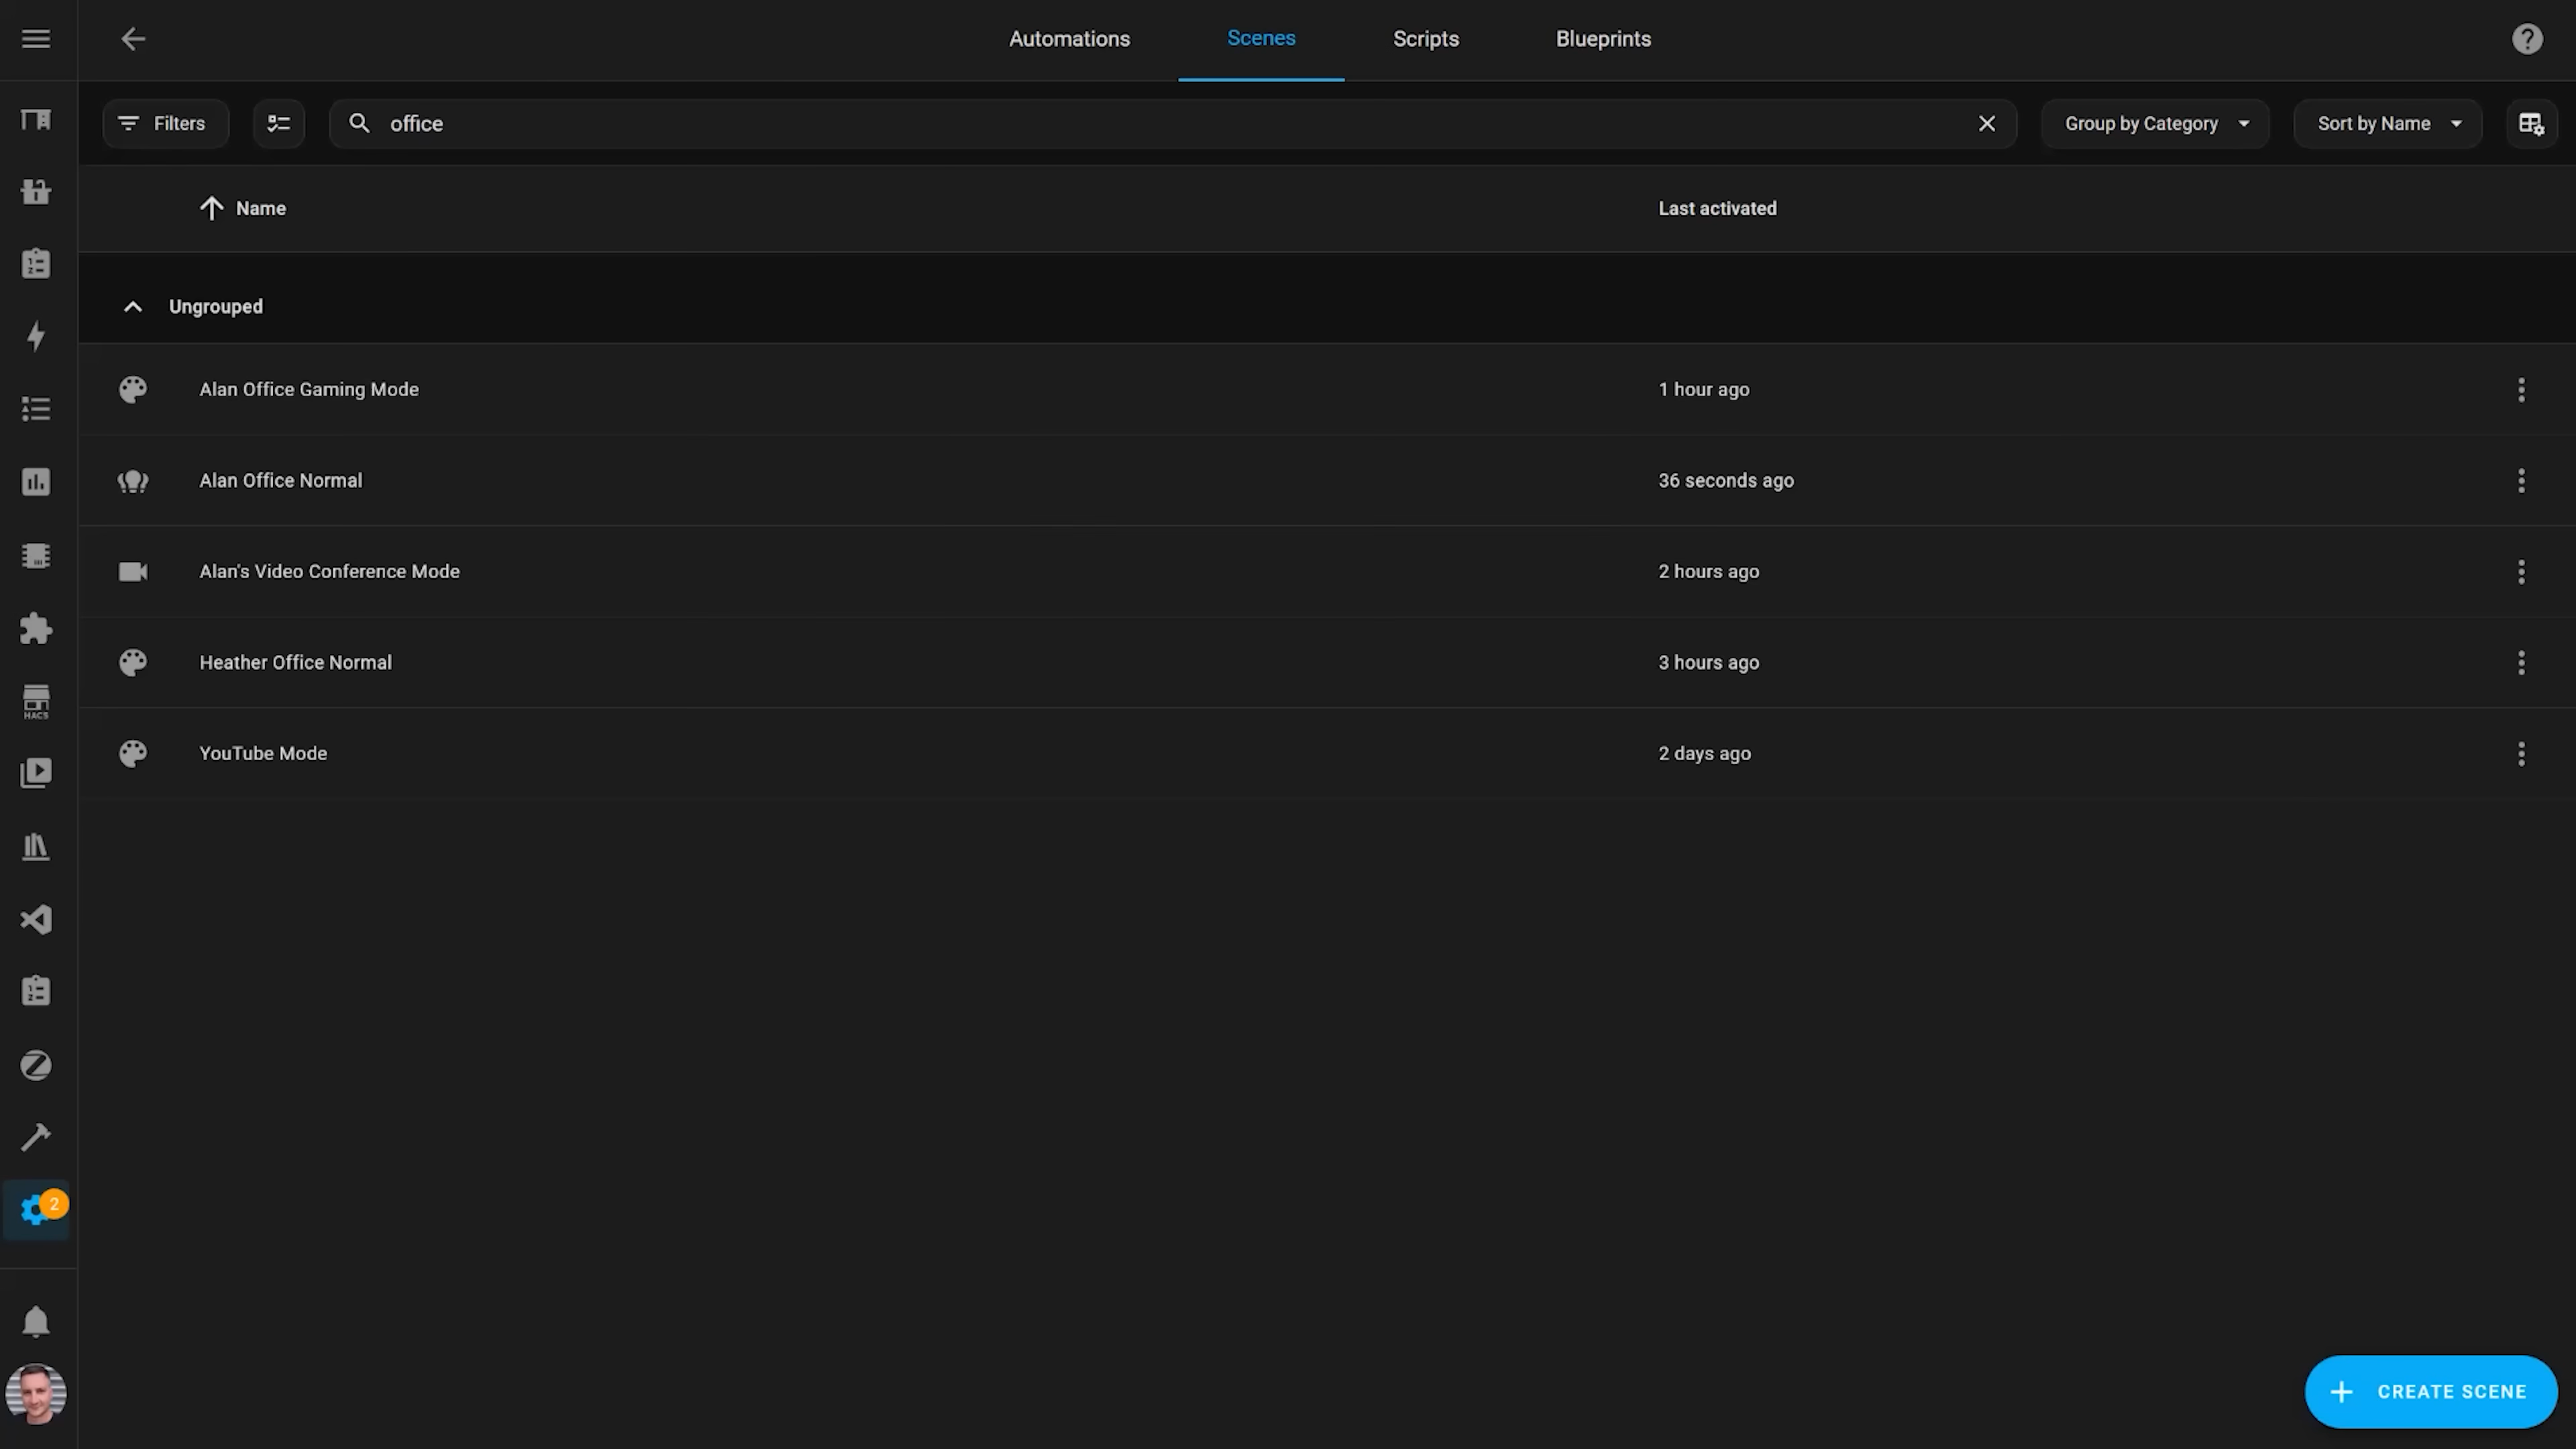 Automations
Scenes
Scripts
Blueprints
Filters
office
Group by Category
Sort by Name
Name
Last activated
Ungrouped
Alan Office Gaming Mode
1 hour ago
Alan Office Normal
36 seconds ago
Alan's Video Conference Mode
2 hours ago
Heather Office Normal
3 hours ago
YouTube Mode
2 days ago
HACS
2
CREATE SCENE